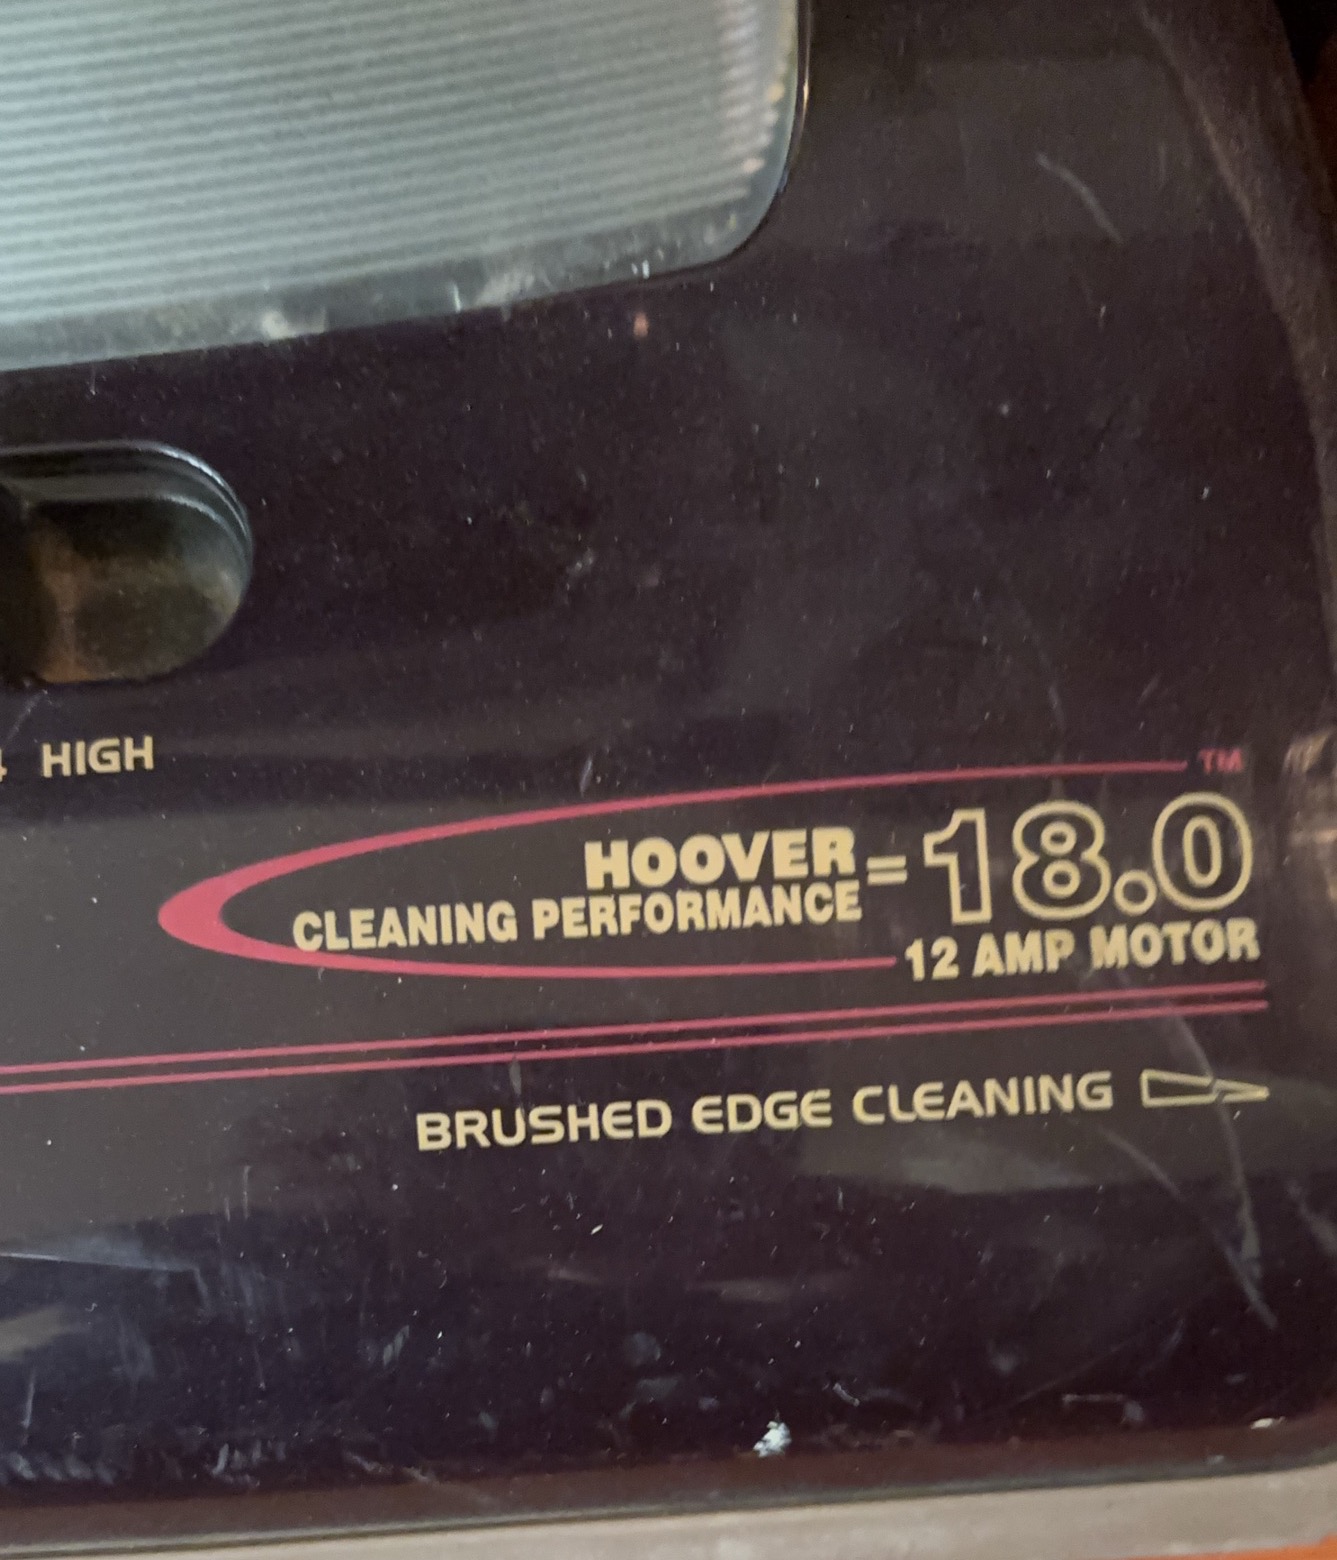 HIGH
™
HOOVER
CLEANING PERFORMANCE = 18.0
12 AMP MOTOR
BRUSHED EDGE CLEANING